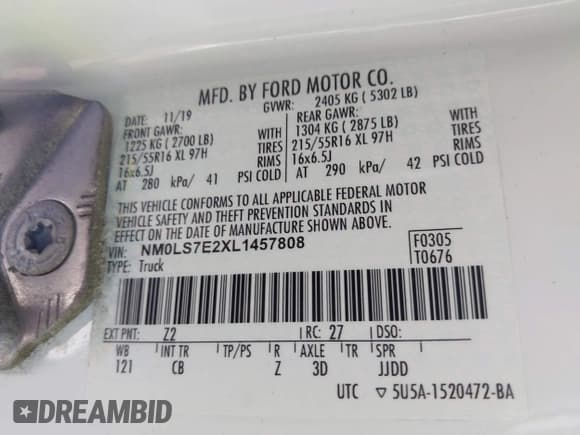 MFD. BY FORD MOTOR CO.
DATE: 11/19 GVWR: 2405 KG ( 5302 LB)
FRONT GAWR: REAR GAWR:
1225 KG ( 2700 LB) WITH 1304 KG ( 2875 LB) WITH
215/55R16 XL 97H TIRES 215/55R16 XL 97H TIRES
16x6.5J RIMS 16x6.5J RIMS
AT 280 kPa/ 41 PSI COLD AT 290 kPa/ 42 PSI COLD
THIS VEHICLE CONFORMS TO ALL APPLICABLE FEDERAL MOTOR
VEHICLE SAFETY AND THEFT PREVENTION STANDARDS IN
EFFECT ON THE DATE OF MANUFACTURE SHOWN ABOVE.
VIN: NM0LS7E2XL1457808 F0305
TYPE: Truck T0676
EXT PNT: Z2 RC: 27 DSO:
WB INT TR TP/PS R AXLE TR SPR
121 CB Z 3D JJDD
UTC ▽ 5U5A-1520472-BA
DREAMBID